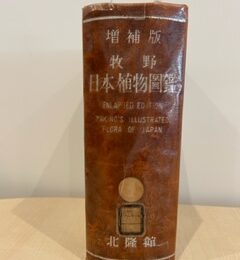 増補版
牧野
日本植物圖鑑
ENLARGED EDITION
MAKINO'S ILLUSTRATED
FLORA OF JAPAN
北隆館